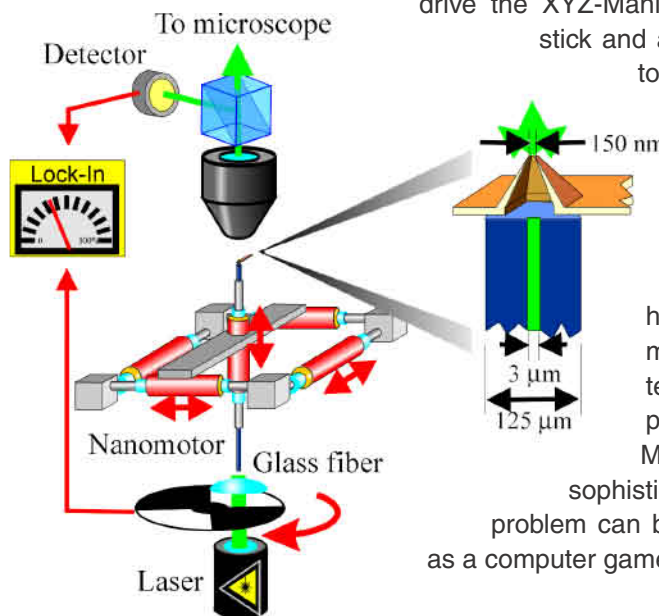 drive the XYZ-Mani
To microscope
stick and a
Detector
to
150 nm
Lock-In
0 100%
h
m
3 µm
te
125 µm
p
Nanomotor
M
Glass fiber
sophisti
problem can b
as a computer game
Laser